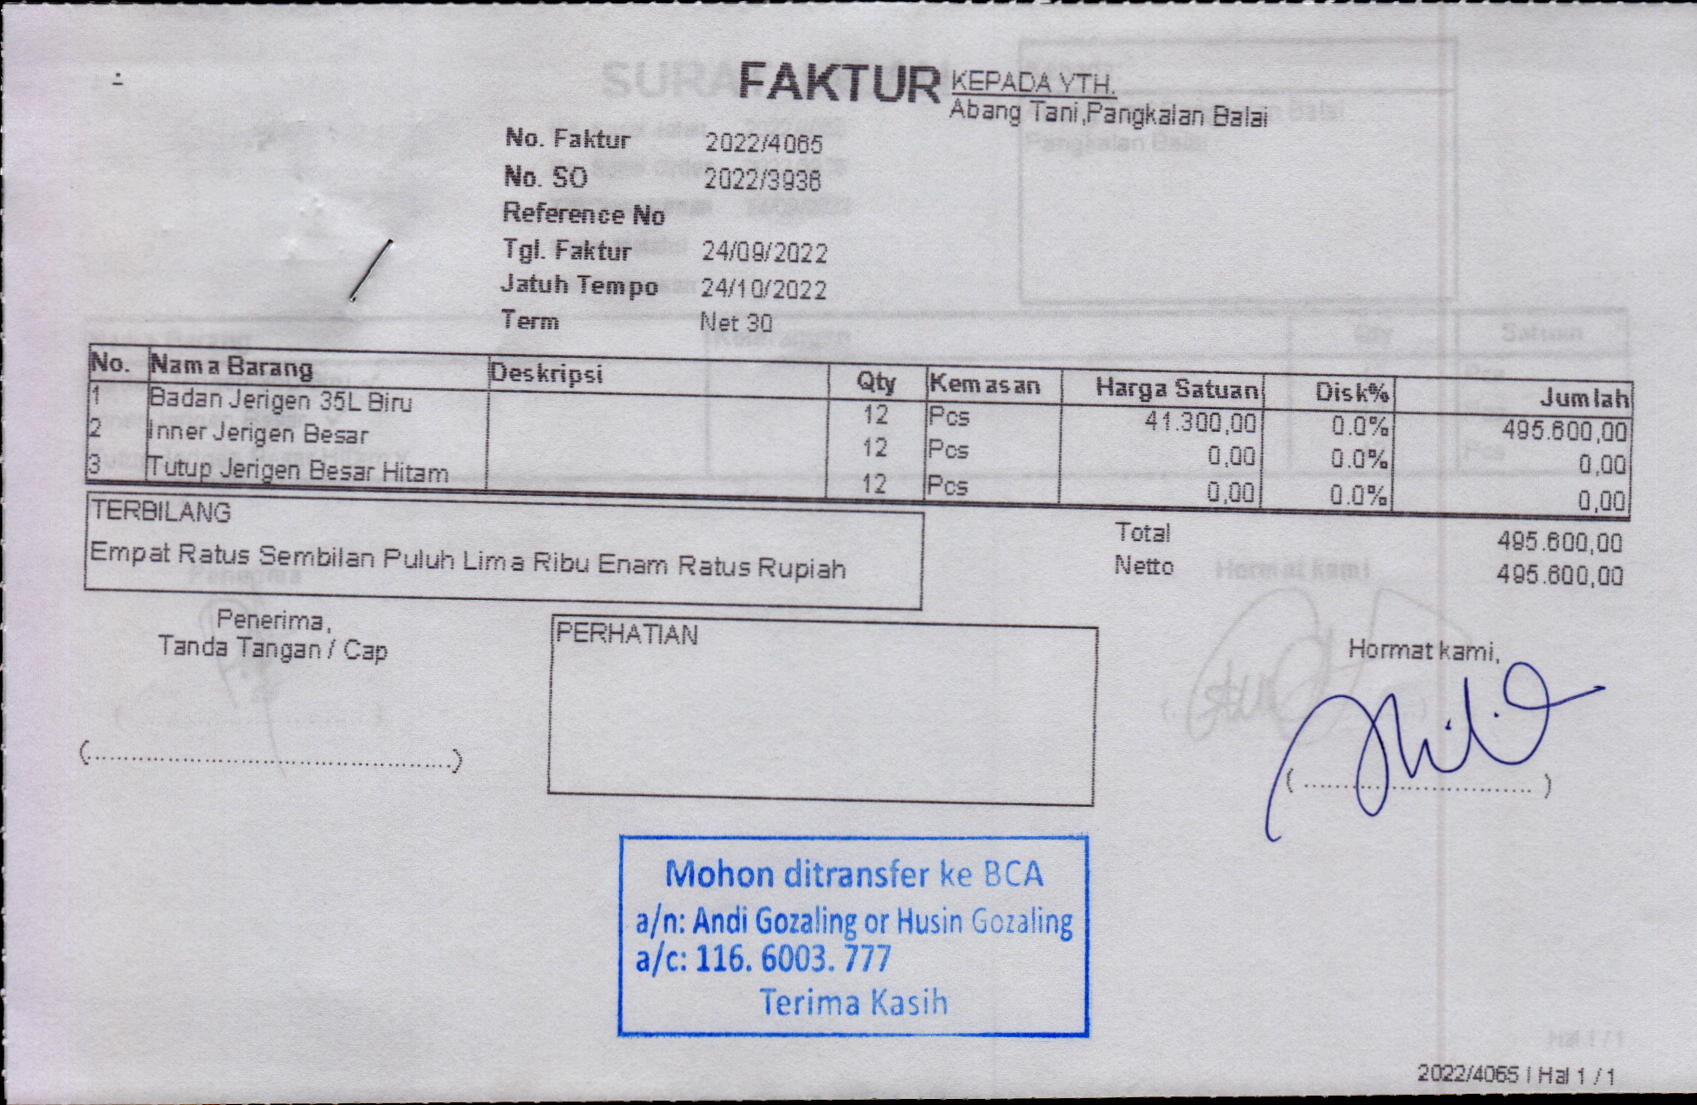 FAKTUR
KEPADA YTH.
Abang Tani,Pangkalan Balai
No. Faktur 2022/4065
No. SO 2022/3936
Reference No
Tgl. Faktur 24/09/2022
Jatuh Tempo 24/10/2022
Term Net 30
No. Nama Barang Deskripsi Qty Kemasan Harga Satuan Disk% Jumlah
1 Badan Jerigen 35L Biru 12 Pcs 41.300,00 0.0% 495.600,00
2 Inner Jerigen Besar 12 Pcs 0,00 0.0% 0,00
3 Tutup Jerigen Besar Hitam 12 Pcs 0,00 0.0% 0,00
TERBILANG
Empat Ratus Sembilan Puluh Lima Ribu Enam Ratus Rupiah
Total 495.600,00
Netto 495.600,00
Penerima,
Tanda Tangan / Cap
(..............................................)
PERHATIAN
Hormat kami,
(..............................)
Mohon ditransfer ke BCA
a/n: Andi Gozaling or Husin Gozaling
a/c: 116. 6003. 777
Terima Kasih
2022/4065 | Hal 1 / 1